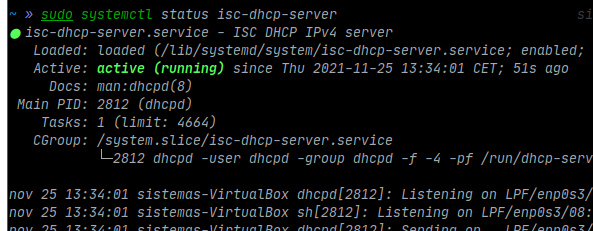 ~ » sudo systemctl status isc-dhcp-server si
● isc-dhcp-server.service - ISC DHCP IPv4 server
Loaded: loaded (/lib/systemd/system/isc-dhcp-server.service; enabled;
Active: active (running) since Thu 2021-11-25 13:34:01 CET; 51s ago
Docs: man:dhcpd(8)
Main PID: 2812 (dhcpd)
Tasks: 1 (limit: 4664)
CGroup: /system.slice/isc-dhcp-server.service
└─2812 dhcpd -user dhcpd -group dhcpd -f -4 -pf /run/dhcp-serv
nov 25 13:34:01 sistemas-VirtualBox dhcpd[2812]: Listening on LPF/enp0s3/
nov 25 13:34:01 sistemas-VirtualBox sh[2812]: Listening on LPF/enp0s3/08:
nov 25 13:34:01 sistemas-VirtualBox dhcpd[2812]: Sending on LPF/enp0s3/